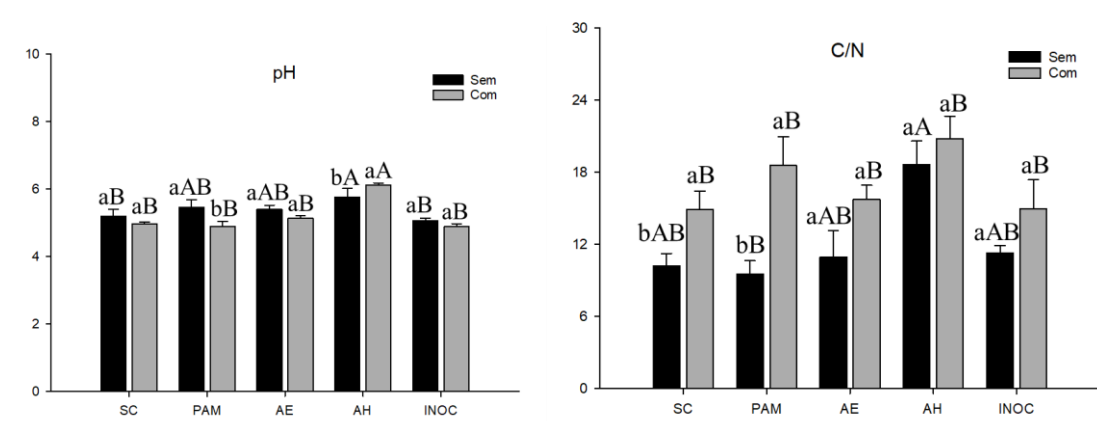 pH
Sem
Com
10
8
6
4
2
0
aB
aB
aAB
bB
aAB
aB
bA
aA
aB
aB
SC
PAM
AE
AH
INOC
C/N
Sem
Com
30
24
18
12
6
0
bAB
aB
bB
aB
aAB
aB
aA
aB
aAB
aB
SC
PAM
AE
AH
INOC